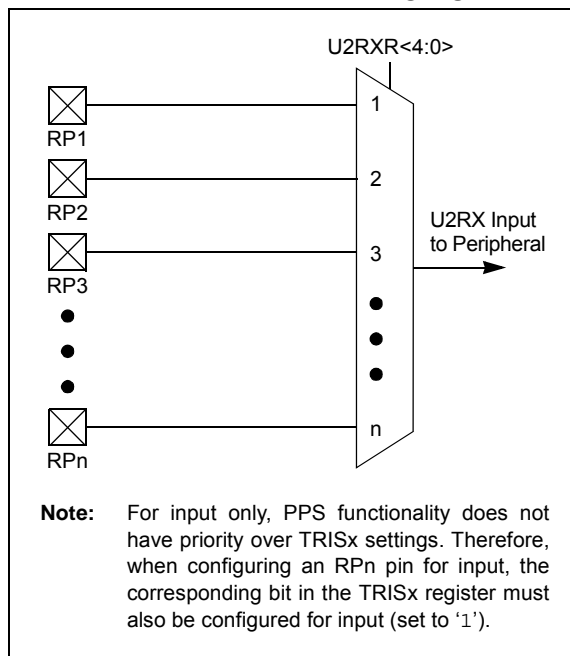 U2RXR<4:0>
1
RP1
2
RP2
U2RX Input
to Peripheral
3
RP3
n
RPn
Note: For input only, PPS functionality does not
have priority over TRISx settings. Therefore,
when configuring an RPn pin for input, the
corresponding bit in the TRISx register must
also be configured for input (set to ‘1’).